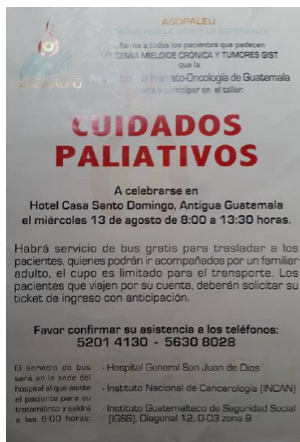 ASOPALEU
Informa a todos los pacientes que padecen
LEUCEMIA MIELOIDE CRÓNICA Y TUMORES GIST
que la
Hemato-Oncología de Guatemala
a participar en el taller:
ASOPALEU
CUIDADOS
PALIATIVOS
A celebrarse en
Hotel Casa Santo Domingo, Antigua Guatemala
el miércoles 13 de agosto de 8:00 a 13:30 horas.
Habrá servicio de bus gratis para trasladar a los
pacientes, quienes podrán ir acompañados por un familiar
adulto, el cupo es limitado para el transporte. Los
pacientes que viajen por su cuenta, deberán solicitar su
ticket de ingreso con anticipación.
Favor confirmar su asistencia a los teléfonos:
5201 4130 - 5630 8028
El servicio de bus
será en la sede del
hospital al que asiste
el paciente para su
tratamiento y saldrá
a las 6:00 horas:
- Hospital General San Juan de Dios
- Instituto Nacional de Cancerología (INCAN)
- Instituto Guatemalteco de Seguridad Social
(IGSS), Diagonal 12, 0-03 zona 9